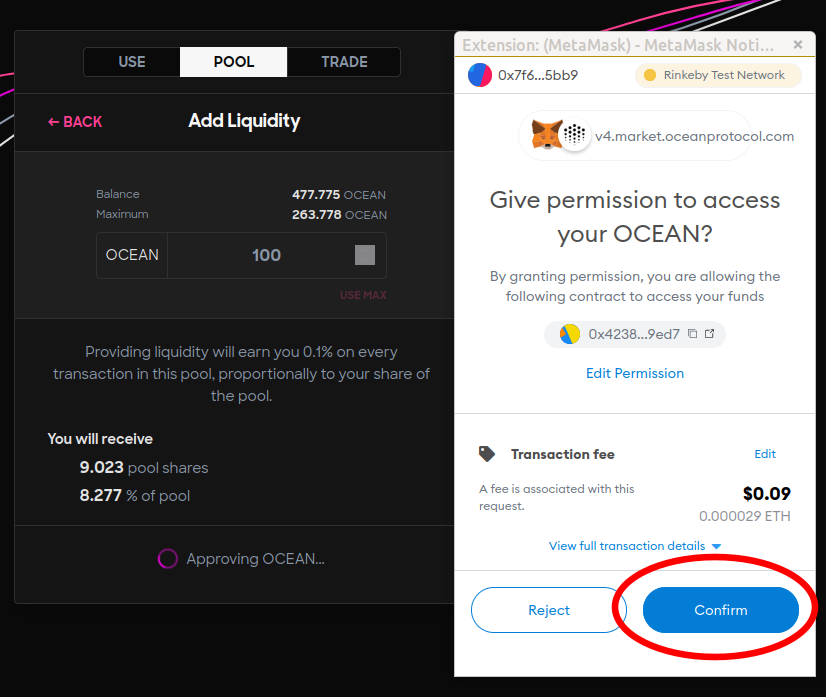 USE
POOL
TRADE
← BACK
Add Liquidity
Balance 477.775 OCEAN
Maximum 263.778 OCEAN
OCEAN 100
USE MAX
Providing liquidity will earn you 0.1% on every
transaction in this pool, proportionally to your share of
the pool.
You will receive
9.023 pool shares
8.277 % of pool
Approving OCEAN...
Extension: (MetaMask) - MetaMask Noti... ×
0x7f6...5bb9
Rinkeby Test Network
v4.market.oceanprotocol.com
Give permission to access
your OCEAN?
By granting permission, you are allowing the
following contract to access your funds
0x4238...9ed7
Edit Permission
Transaction fee
Edit
A fee is associated with this
request.
$0.09
0.000029 ETH
View full transaction details
Reject
Confirm